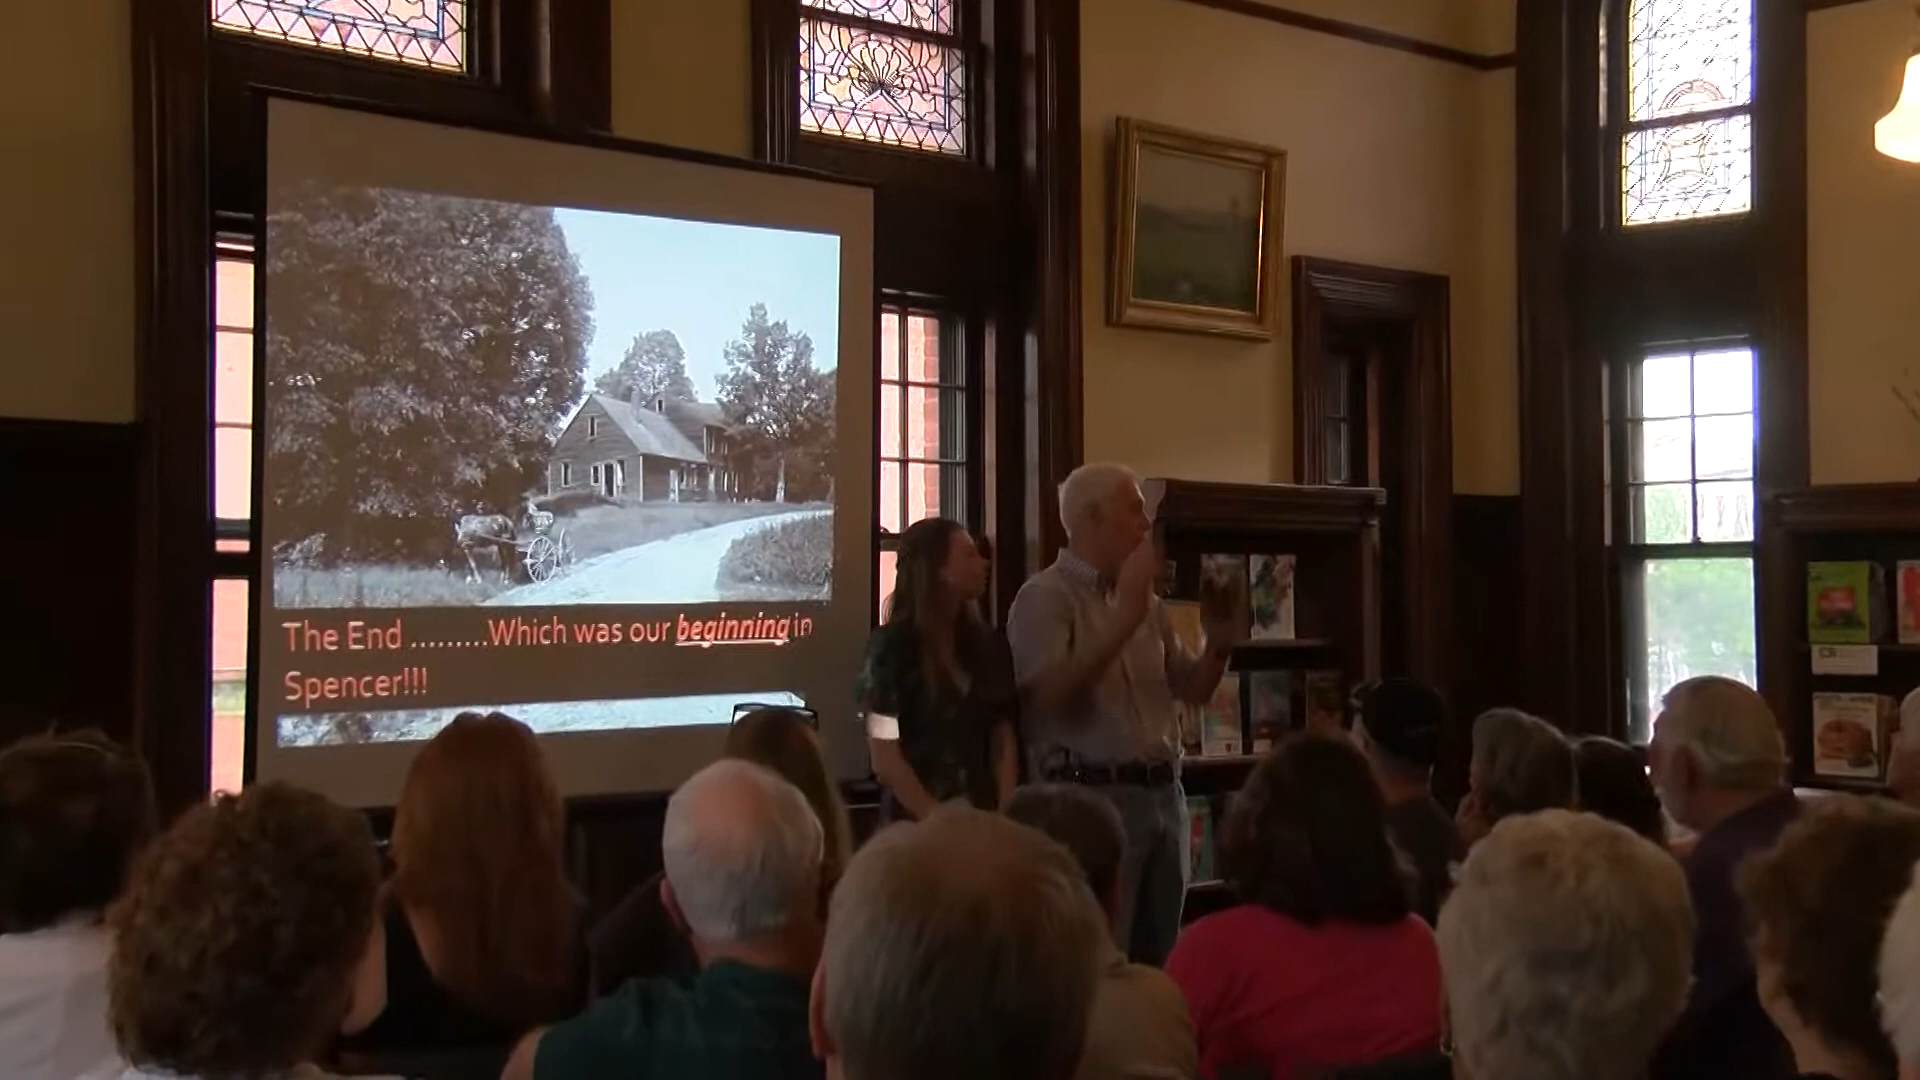 The End .........Which was our beginning in
Spencer!!!